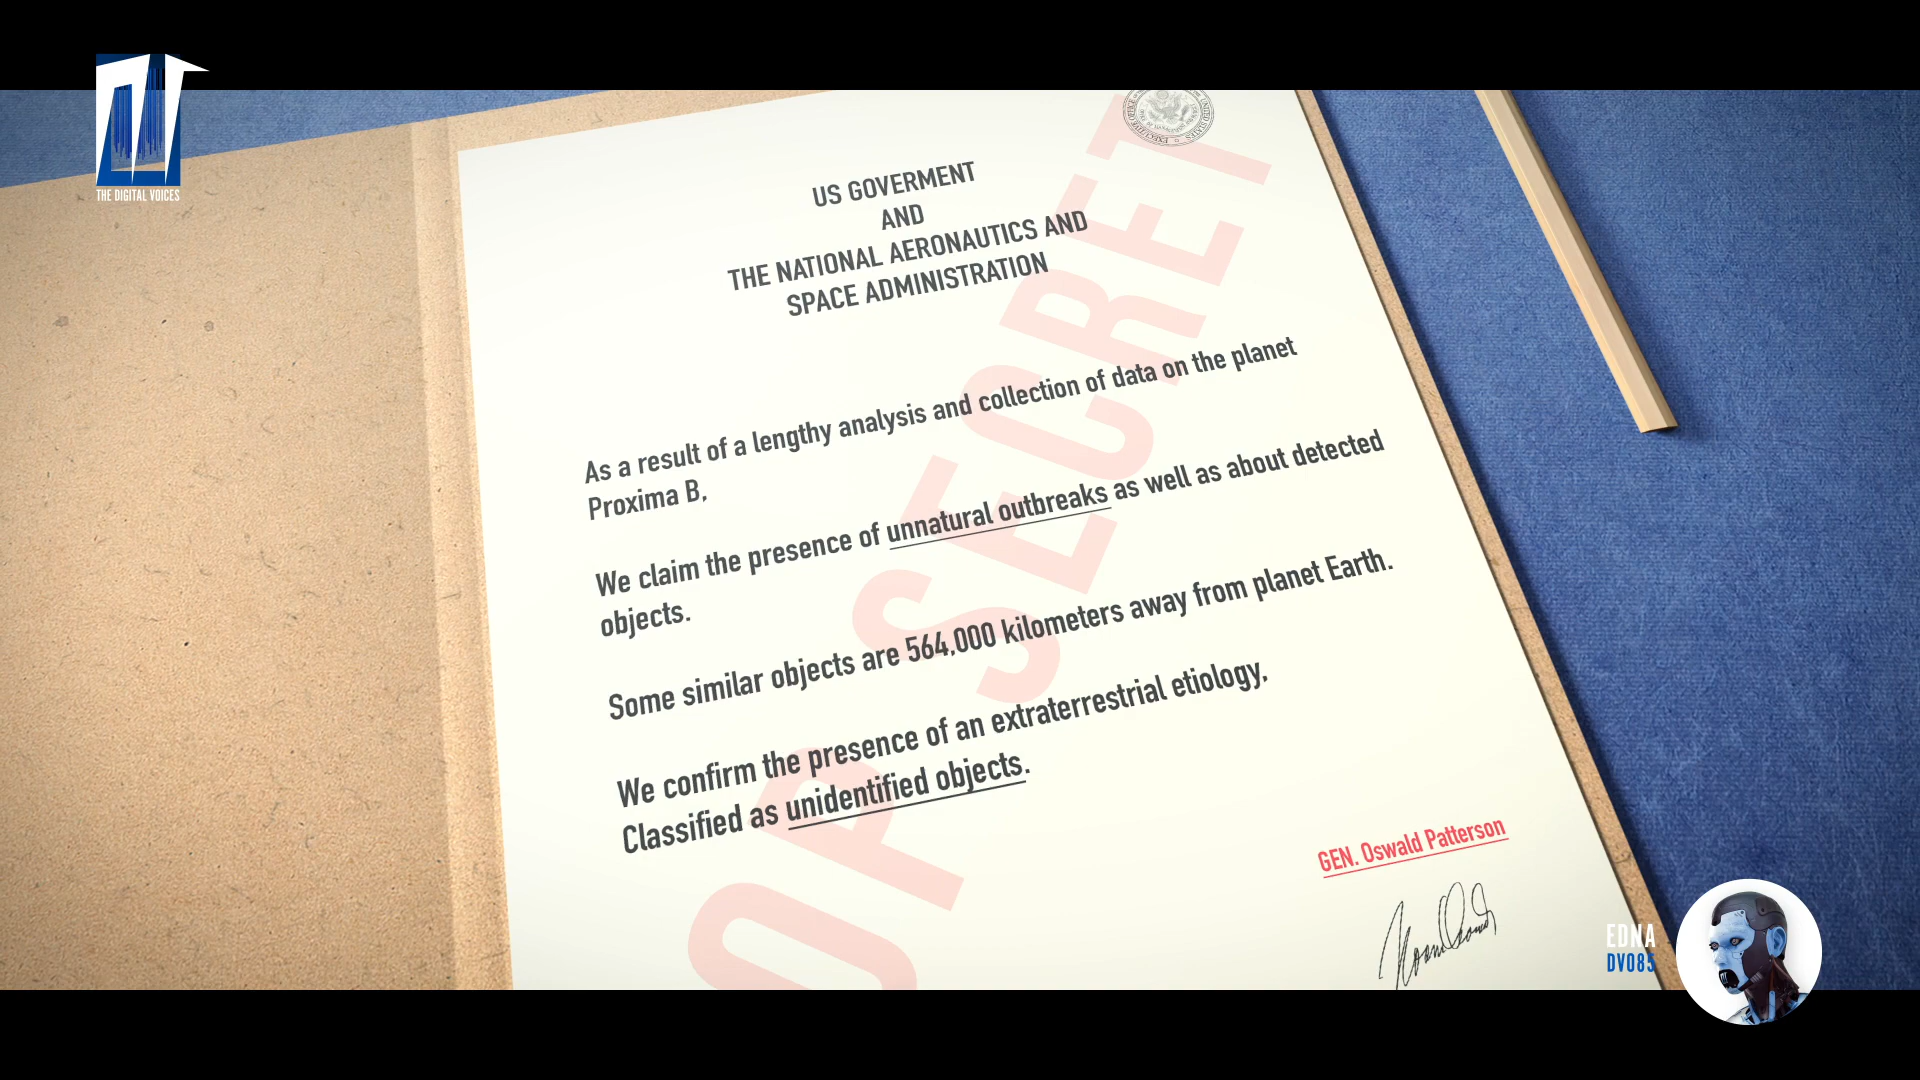 THE DIGITAL VOICES
US GOVERMENT
AND
THE NATIONAL AERONAUTICS AND
SPACE ADMINISTRATION
As a result of a lengthy analysis and collection of data on the planet
Proxima B,
We claim the presence of unnatural outbreaks as well as about detected
objects.
Some similar objects are 564,000 kilometers away from planet Earth.
We confirm the presence of an extraterrestrial etiology,
Classified as unidentified objects.
OP SECRET
GEN. Oswald Patterson
EDNA
DV085